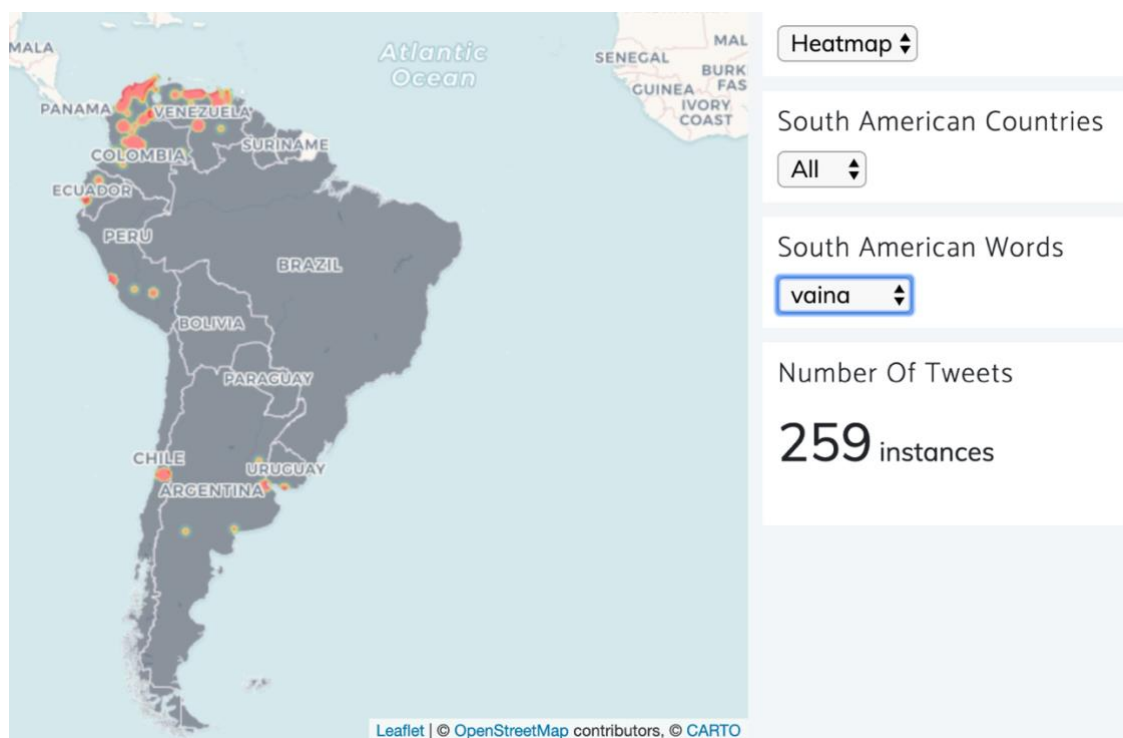 MALA
Atlantic
Ocean
SENEGAL
MAL
BURK
FAS
GUINEA
IVORY
COAST
PANAMA
VENEZUELA
SURINAME
COLOMBIA
ECUADOR
PERU
BRAZIL
BOLIVIA
PARAGUAY
CHILE
URUGUAY
ARGENTINA
Leaflet | © OpenStreetMap contributors, © CARTO
Heatmap
South American Countries
All
South American Words
vaina
Number Of Tweets
259 instances